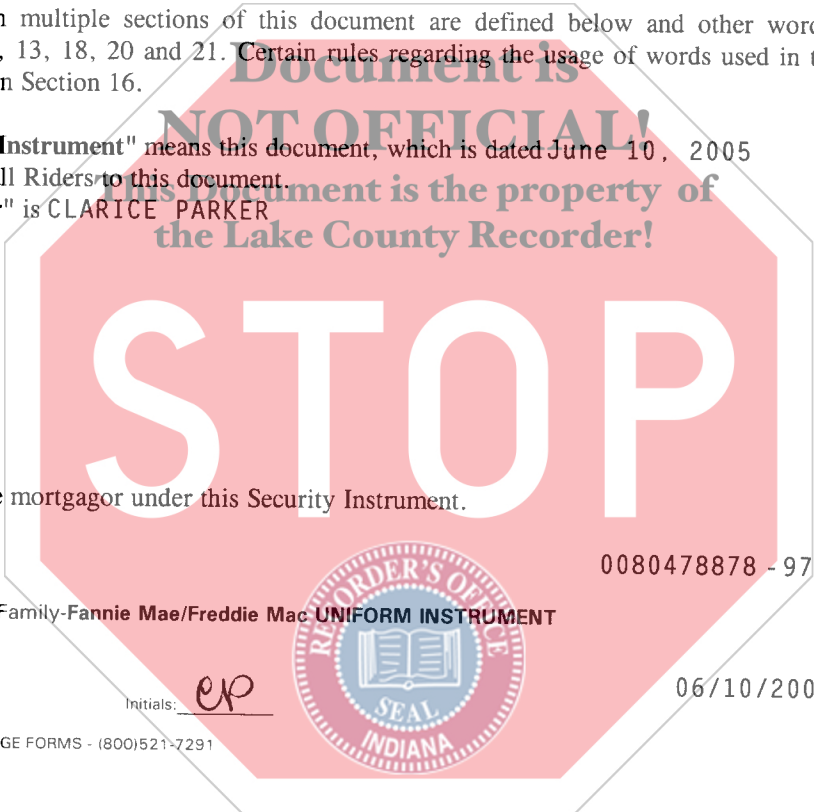 multiple sections of this document are defined below and other
, 13, 18, 20 and 21. Certain rules regarding the usage of words used in
n Section 16.
Document is
NOT OFFICIAL!
Instrument" means this document, which is dated June 10, 2005
ll Riders to this document.
This Document is the property of
" is CLARICE PARKER
the Lake County Recorder!
STOP
mortgagor under this Security Instrument.
0080478878 - 97
Family-Fannie Mae/Freddie Mac UNIFORM INSTRUMENT
RECORDER'S OFFICE
Initials: CP
06/10/200
SEAL
INDIANA
GE FORMS - (800)521-7291